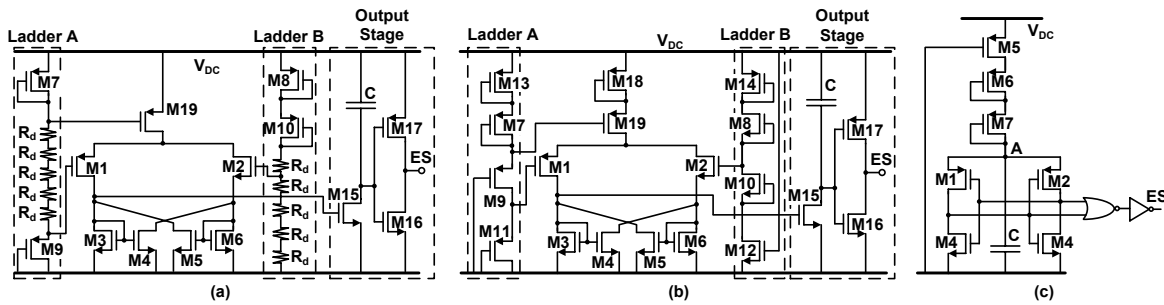 Ladder A
V_DC
Ladder B
Output
Stage
M7
M19
M8
M10
C
M17
R_d
R_d
R_d
R_d
R_d
M1
M2
R_d
R_d
R_d
R_d
R_d
M15
ES
M16
M9
M3
M4
M5
M6
(a)
Ladder A
V_DC
Ladder B
Output
Stage
M13
M18
M14
C
M7
M19
M8
M17
M1
M2
M10
M15
ES
M9
M16
M11
M3
M4
M5
M6
M12
(b)
V_DC
M5
M6
M7
A
M1
M2
ES
M4
C
M4
(c)